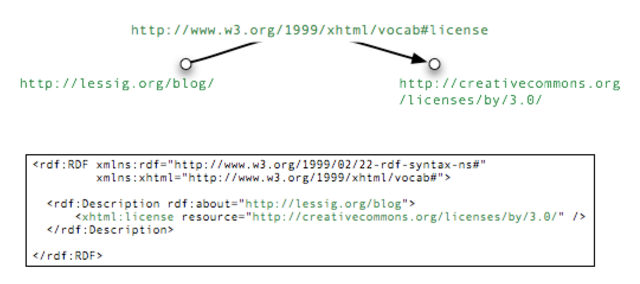 http://www.w3.org/1999/xhtml/vocab#license
http://lessig.org/blog/
http://creativecommons.org
/licenses/by/3.0/
<rdf:RDF xmlns:rdf="http://www.w3.org/1999/02/22-rdf-syntax-ns#"
xmlns:xhtml="http://www.w3.org/1999/xhtml/vocab#">
<rdf:Description rdf:about="http://lessig.org/blog">
<xhtml:license resource="http://creativecommons.org/licenses/by/3.0/" />
</rdf:Description>
</rdf:RDF>